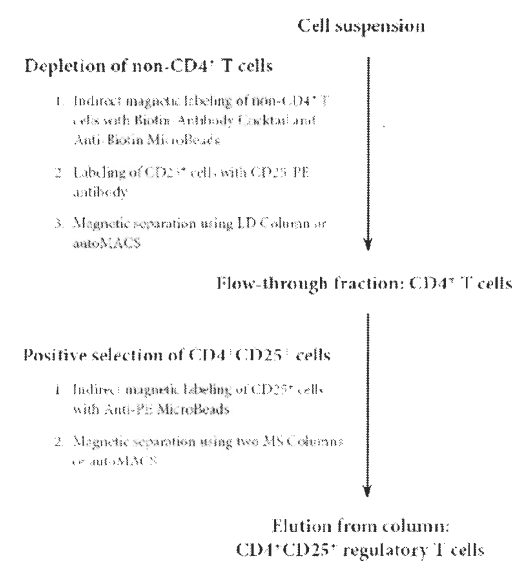 Cell suspension
Depletion of non-CD4⁺ T cells
1. Indirect magnetic labeling of non-CD4⁺ T
cells with Biotin-Antibody Cocktail and
Anti-Biotin MicroBeads
2. Labeling of CD25⁺ cells with CD25-PE
antibody
3. Magnetic separation using LD Column or
autoMACS
Flow-through fraction: CD4⁺ T cells
Positive selection of CD4⁺CD25⁺ cells
1. Indirect magnetic labeling of CD25⁺ cells
with Anti-PE MicroBeads
2. Magnetic separation using two MS Columns
or autoMACS
Elution from column:
CD4⁺CD25⁺ regulatory T cells